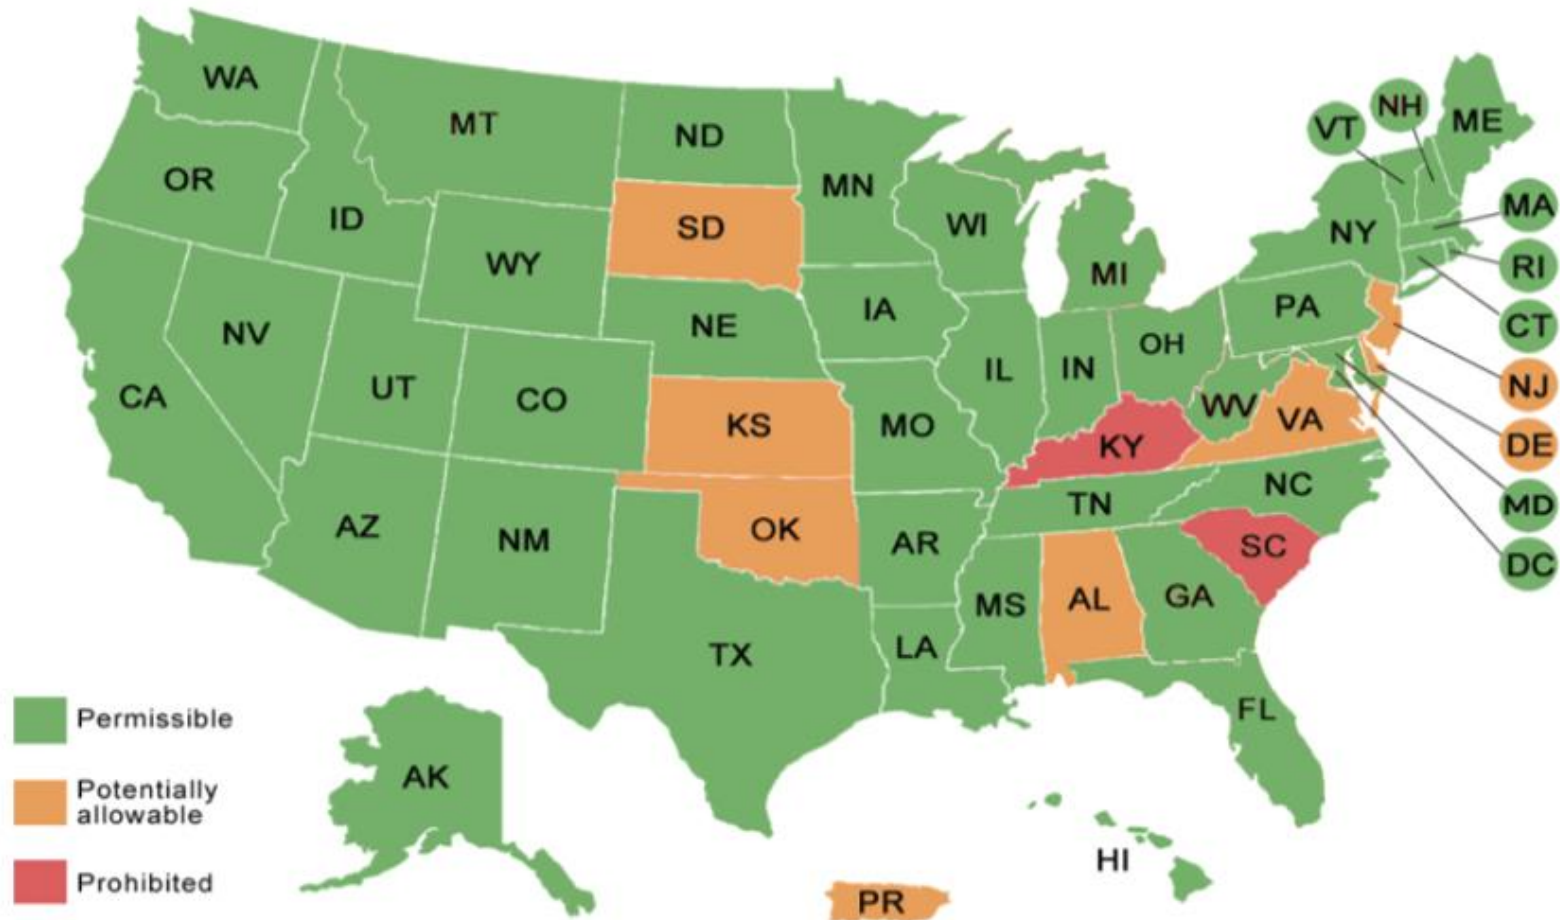 WA
MT
ND
MN
OR
ID
SD
WI
WY
MI
NY
VT
NH
ME
MA
RI
CT
NJ
DE
MD
DC
NV
NE
IA
PA
OH
IL
IN
CA
UT
CO
KS
MO
WV
VA
KY
NC
TN
AZ
NM
OK
AR
SC
MS
AL
GA
LA
TX
FL
AK
HI
PR
Permissible
Potentially
allowable
Prohibited